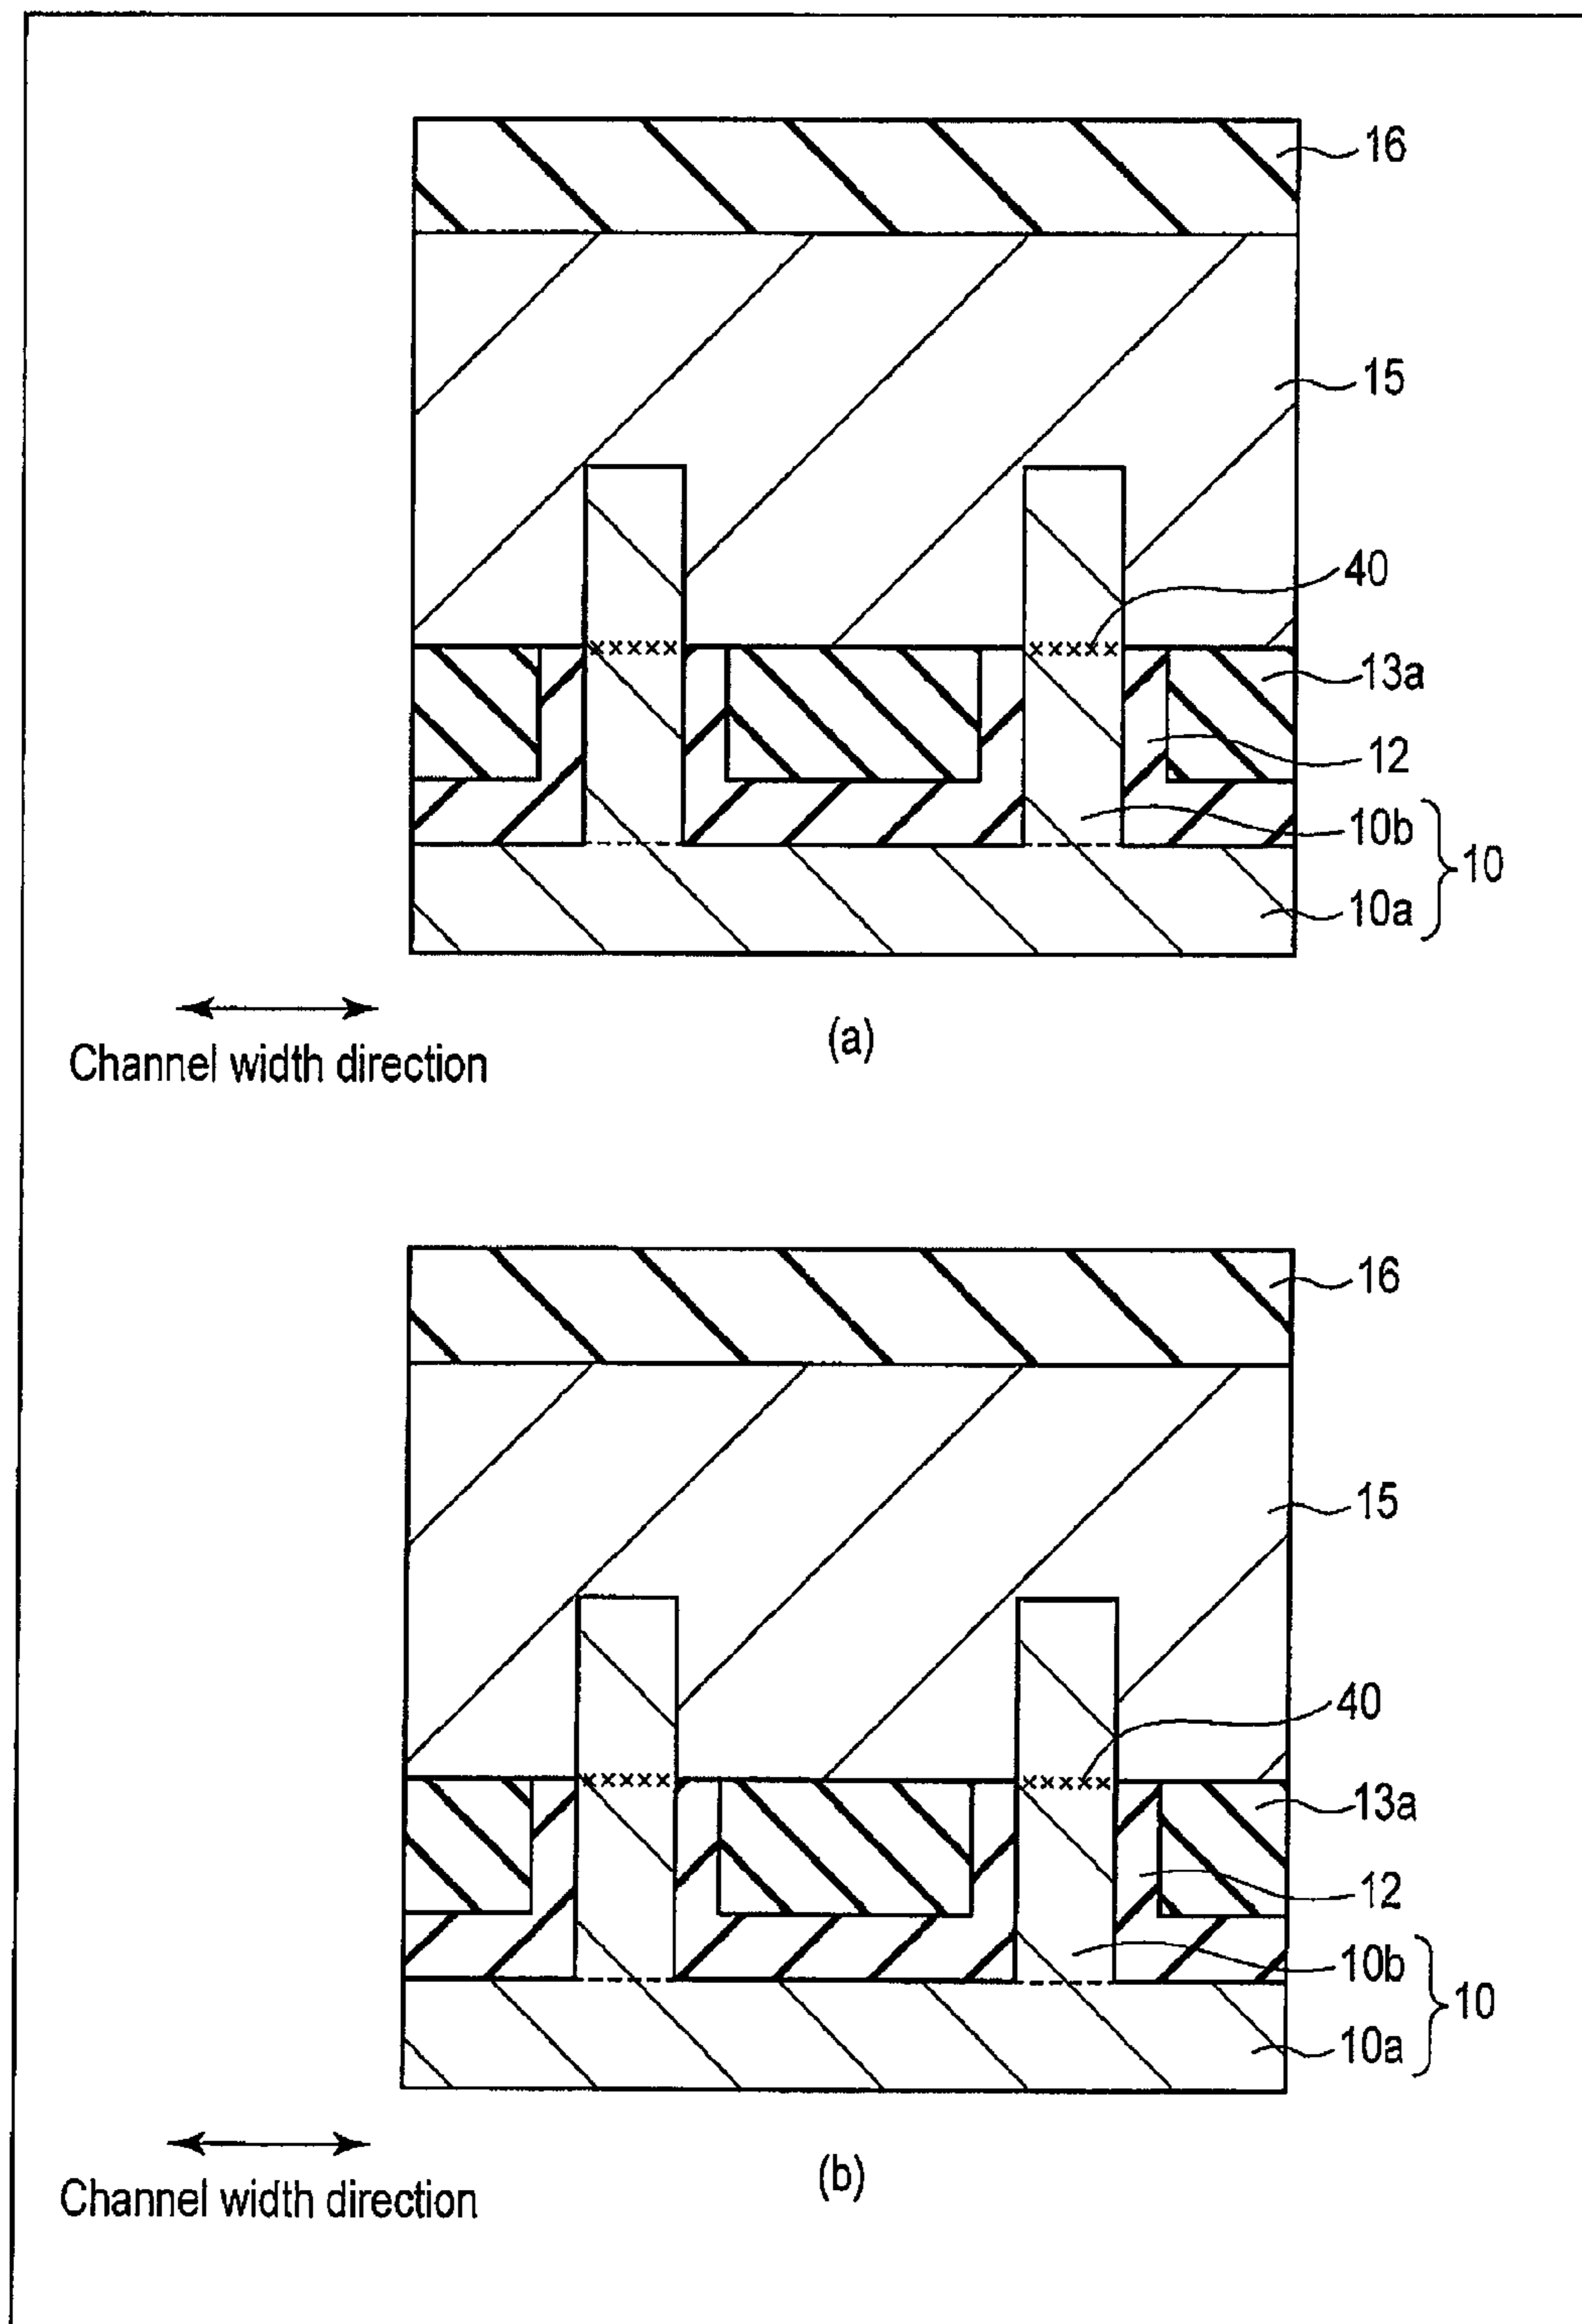 16
15
40
13a
12
10b
10
10a
Channel width direction
(a)
16
15
40
13a
12
10b
10
10a
Channel width direction
(b)